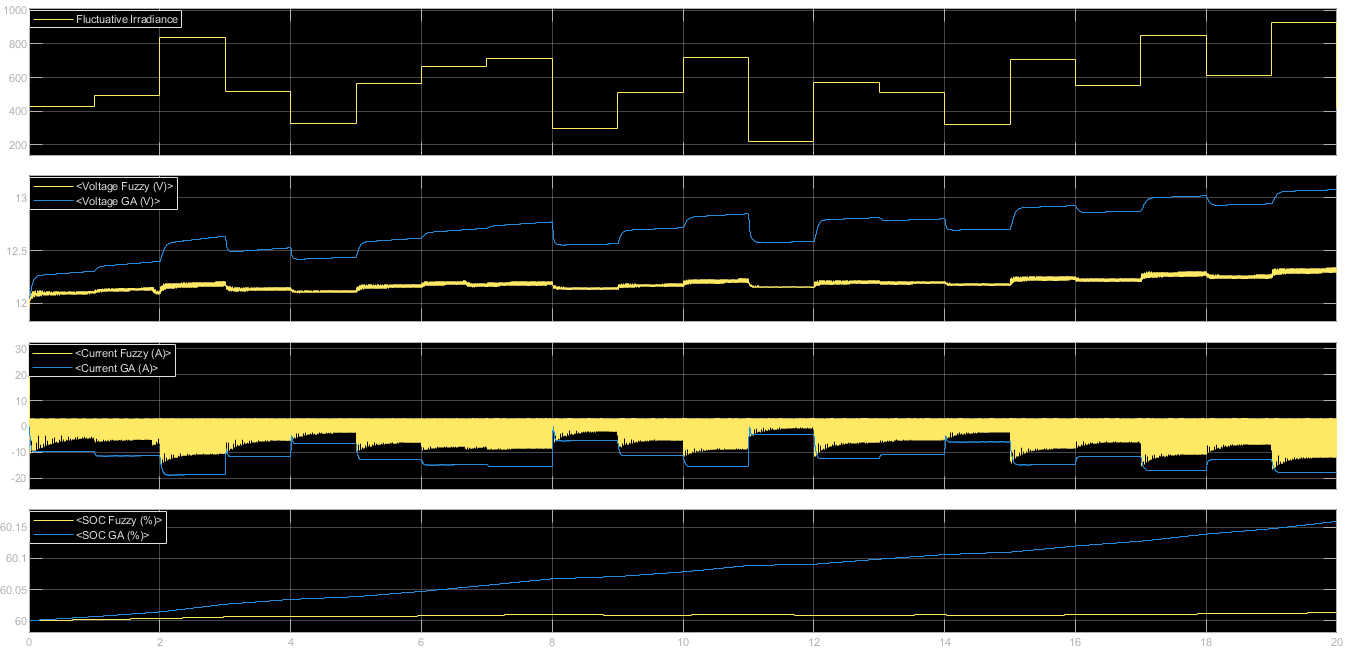 Fluctuative Irradiance
1000
800
600
400
200
<Voltage Fuzzy (V)>
<Voltage GA (V)>
13
12.5
12
<Current Fuzzy (A)>
<Current GA (A)>
30
20
10
0
-10
-20
<SOC Fuzzy (%)>
<SOC GA (%)>
60.15
60.1
60.05
60
0 2 4 6 8 10 12 14 16 18 20